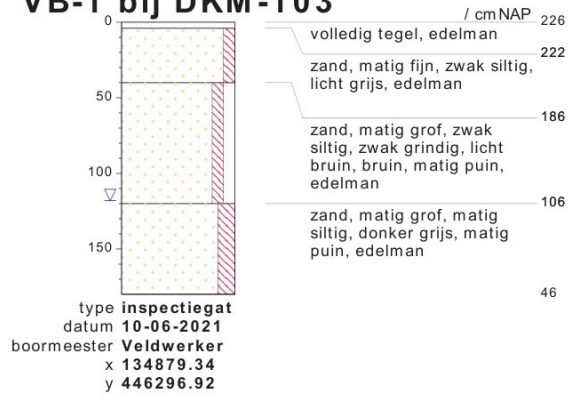 VB-1 bij DKM-103
/ cm NAP
0
226
volledig tegel, edelman
222
zand, matig fijn, zwak siltig,
licht grijs, edelman
50
186
zand, matig grof, zwak
siltig, zwak grindig, licht
bruin, bruin, matig puin,
edelman
100
106
zand, matig grof, matig
siltig, donker grijs, matig
puin, edelman
150
46
type inspectiegat
datum 10-06-2021
boormeester Veldwerker
x 134879.34
y 446296.92